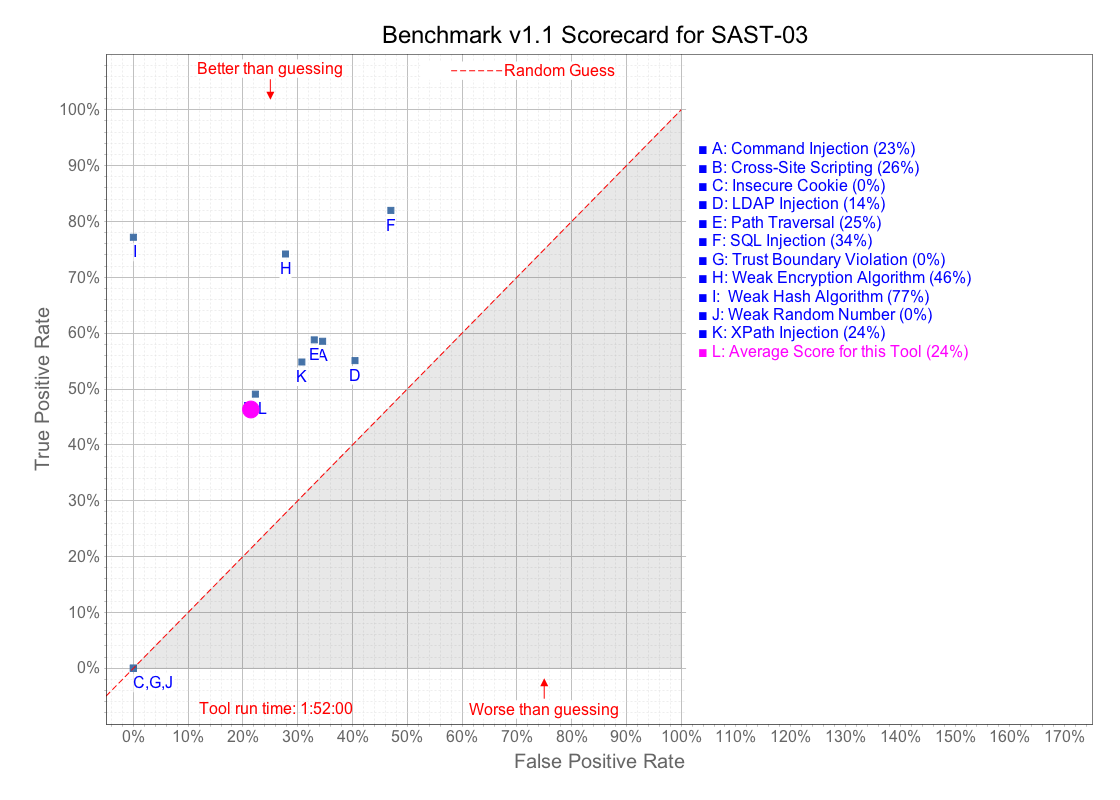 Benchmark v1.1 Scorecard for SAST-03
Better than guessing
Random Guess
100%
90%
80%
70%
60%
50%
40%
30%
20%
10%
0%
True Positive Rate
I
F
H
E
A
K
D
L
C,G,J
A: Command Injection (23%)
B: Cross-Site Scripting (26%)
C: Insecure Cookie (0%)
D: LDAP Injection (14%)
E: Path Traversal (25%)
F: SQL Injection (34%)
G: Trust Boundary Violation (0%)
H: Weak Encryption Algorithm (46%)
I: Weak Hash Algorithm (77%)
J: Weak Random Number (0%)
K: XPath Injection (24%)
L: Average Score for this Tool (24%)
Tool run time: 1:52:00
Worse than guessing
0% 10% 20% 30% 40% 50% 60% 70% 80% 90% 100% 110% 120% 130% 140% 150% 160% 170%
False Positive Rate